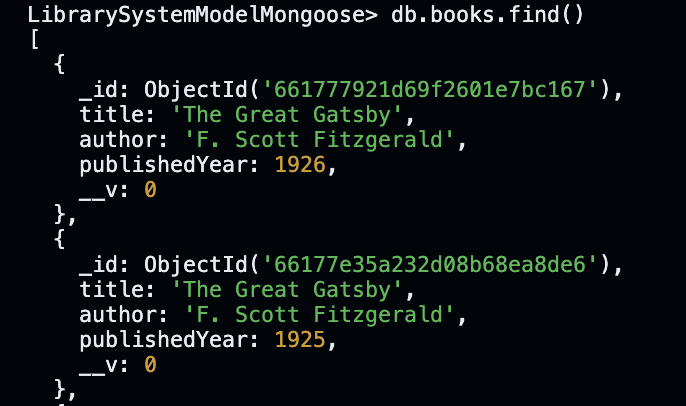 LibrarySystemModelMongoose> db.books.find()
[
  {
    _id: ObjectId('661777921d69f2601e7bc167'),
    title: 'The Great Gatsby',
    author: 'F. Scott Fitzgerald',
    publishedYear: 1926,
    __v: 0
  },
  {
    _id: ObjectId('66177e35a232d08b68ea8de6'),
    title: 'The Great Gatsby',
    author: 'F. Scott Fitzgerald',
    publishedYear: 1925,
    __v: 0
  },